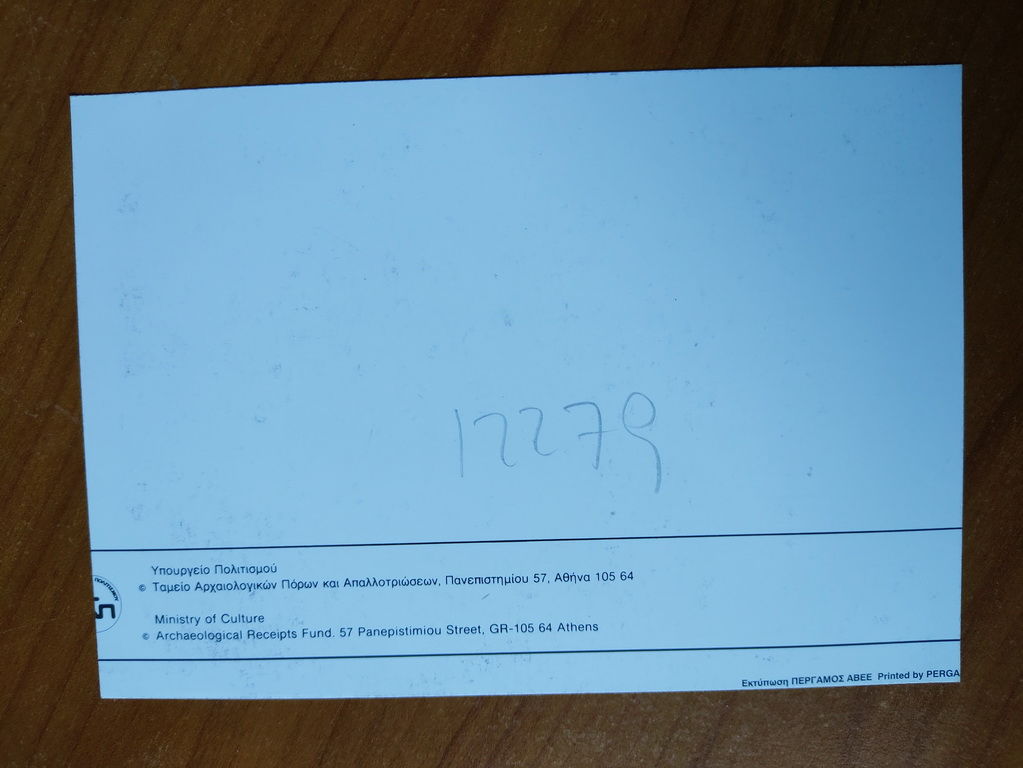 12279
Υπουργείο Πολιτισμού
© Ταμείο Αρχαιολογικών Πόρων και Απαλλοτριώσεων, Πανεπιστημίου 57, Αθήνα 105 64
ΠΟΛΙΤΙΣΜΟΥ
Ministry of Culture
© Archaeological Receipts Fund. 57 Panepistimiou Street, GR-105 64 Athens
Εκτύπωση ΠΕΡΓΑΜΟΣ ΑΒΕΕ Printed by PERGA